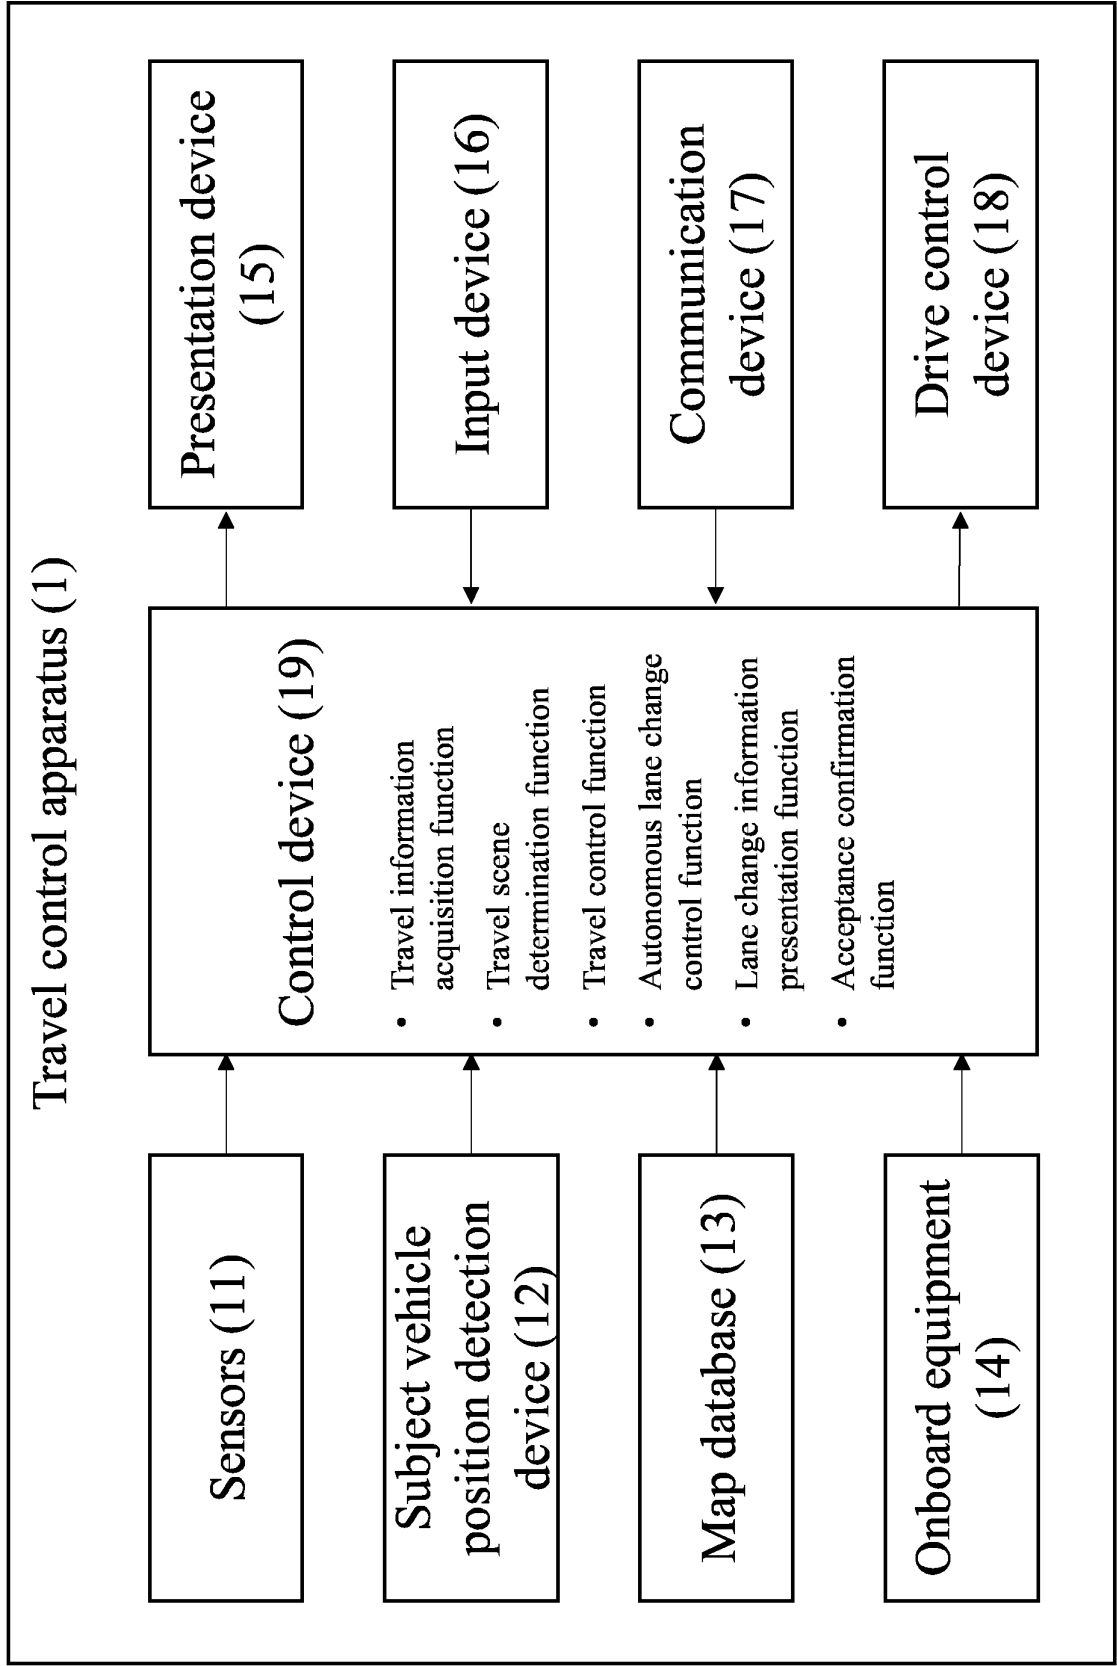 Travel control apparatus (1)
Sensors (11)
Subject vehicle
position detection
device (12)
Map database (13)
Onboard equipment
(14)
Control device (19)
• Travel information
acquisition function
• Travel scene
determination function
• Travel control function
• Autonomous lane change
control function
• Lane change information
presentation function
• Acceptance confirmation
function
Presentation device
(15)
Input device (16)
Communication
device (17)
Drive control
device (18)